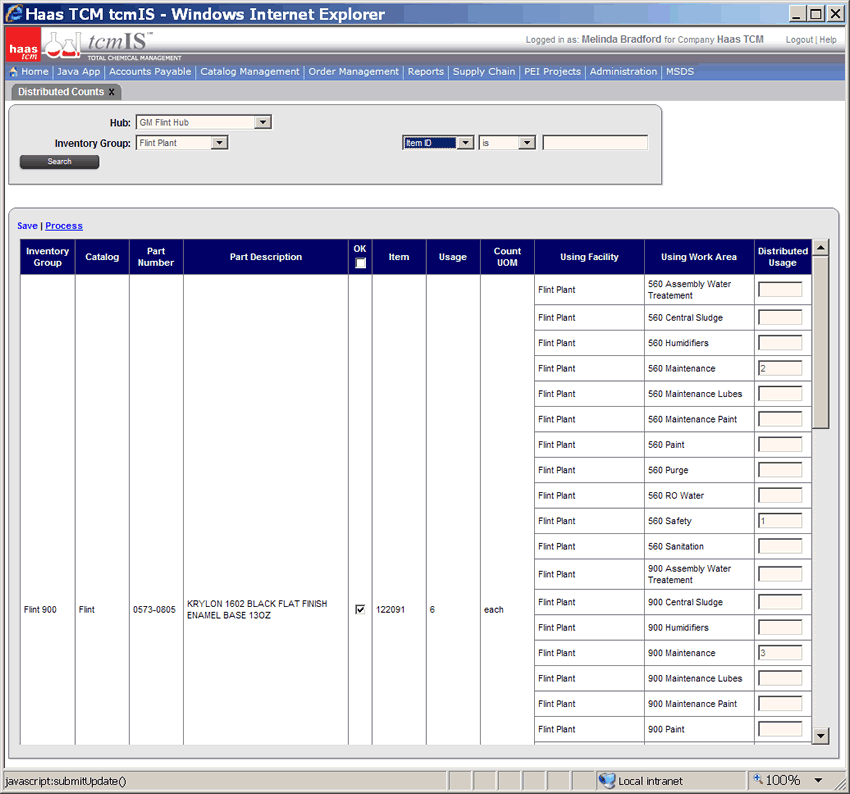 Haas TCM tcmIS - Windows Internet Explorer
haas tcm
tcmIS™
TOTAL CHEMICAL MANAGEMENT
Logged in as: Melinda Bradford for Company Haas TCM
Logout | Help
Home | Java App | Accounts Payable | Catalog Management | Order Management | Reports | Supply Chain | PEI Projects | Administration | MSDS
Distributed Counts x
Hub: GM Flint Hub
Inventory Group: Flint Plant Item ID is
Search
Save | Process
Inventory Group Catalog Part Number Part Description OK Item Usage Count UOM Using Facility Using Work Area Distributed Usage
Flint Plant 560 Assembly Water Treatement
Flint Plant 560 Central Sludge
Flint Plant 560 Humidifiers
Flint Plant 560 Maintenance 2
Flint Plant 560 Maintenance Lubes
Flint Plant 560 Maintenance Paint
Flint Plant 560 Paint
Flint Plant 560 Purge
Flint Plant 560 RO Water
Flint Plant 560 Safety 1
Flint Plant 560 Sanitation
Flint Plant 900 Assembly Water Treatement
Flint Plant 900 Central Sludge
Flint 900 Flint 0573-0805 KRYLON 1602 BLACK FLAT FINISH ENAMEL BASE 13OZ 122091 6 each
Flint Plant 900 Humidifiers
Flint Plant 900 Maintenance 3
Flint Plant 900 Maintenance Lubes
Flint Plant 900 Maintenance Paint
Flint Plant 900 Paint
javascript:submitUpdate()
Local intranet
100%